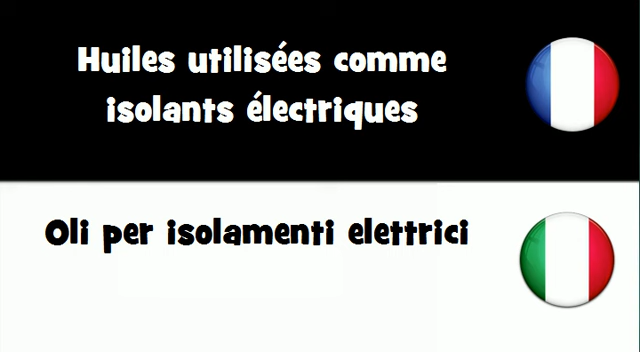 Huiles utilisées comme
isolants électriques
Oli per isolamenti elettrici